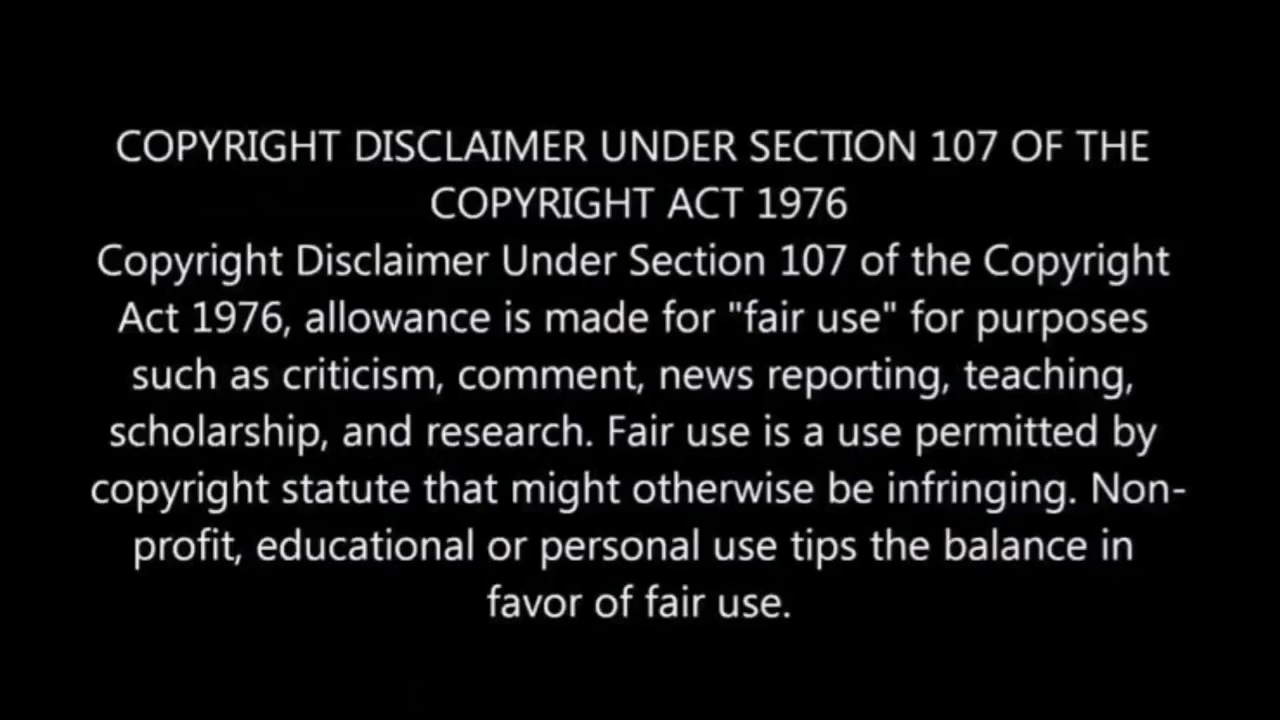 COPYRIGHT DISCLAIMER UNDER SECTION 107 OF THE
COPYRIGHT ACT 1976
Copyright Disclaimer Under Section 107 of the Copyright
Act 1976, allowance is made for "fair use" for purposes
such as criticism, comment, news reporting, teaching,
scholarship, and research. Fair use is a use permitted by
copyright statute that might otherwise be infringing. Non-
profit, educational or personal use tips the balance in
favor of fair use.